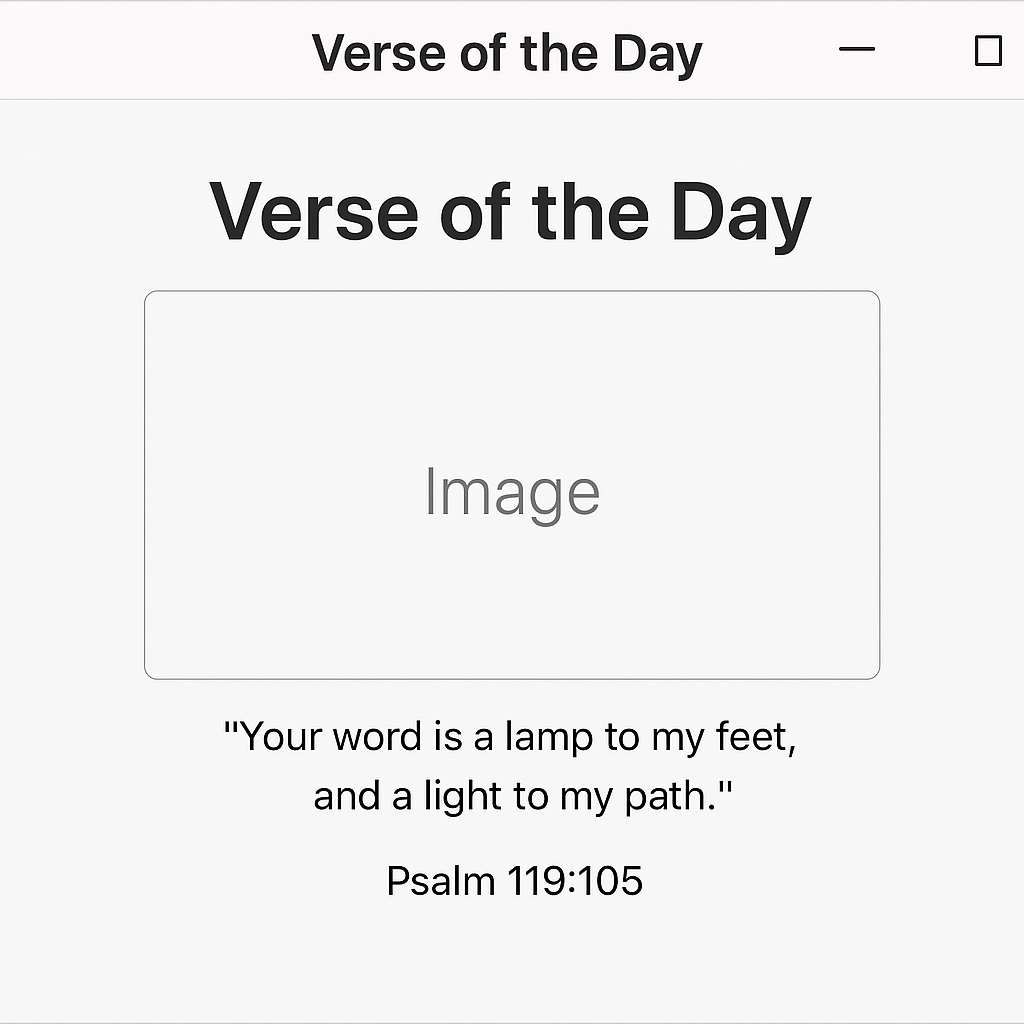 Verse of the Day
Verse of the Day
Image
"Your word is a lamp to my feet,
and a light to my path."
Psalm 119:105